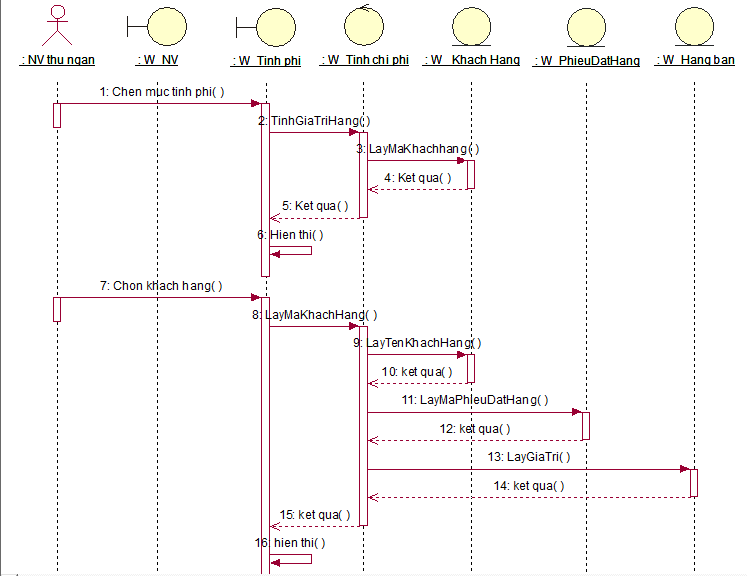 : NV thu ngan
: W_NV
: W_Tinh phi
: W_Tinh chi phi
: W_Khach Hang
: W_PhieuDatHang
: W_Hang ban
1: Chen muc tinh phi( )
2: TinhGiaTriHang( )
3: LayMaKhachhang( )
4: Ket qua( )
5: Ket qua( )
6: Hien thi( )
7: Chon khach hang( )
8: LayMaKhachHang( )
9: LayTenKhachHang( )
10: ket qua( )
11: LayMaPhieuDatHang( )
12: ket qua( )
13: LayGiaTri( )
14: ket qua( )
15: ket qua( )
16: hien thi( )